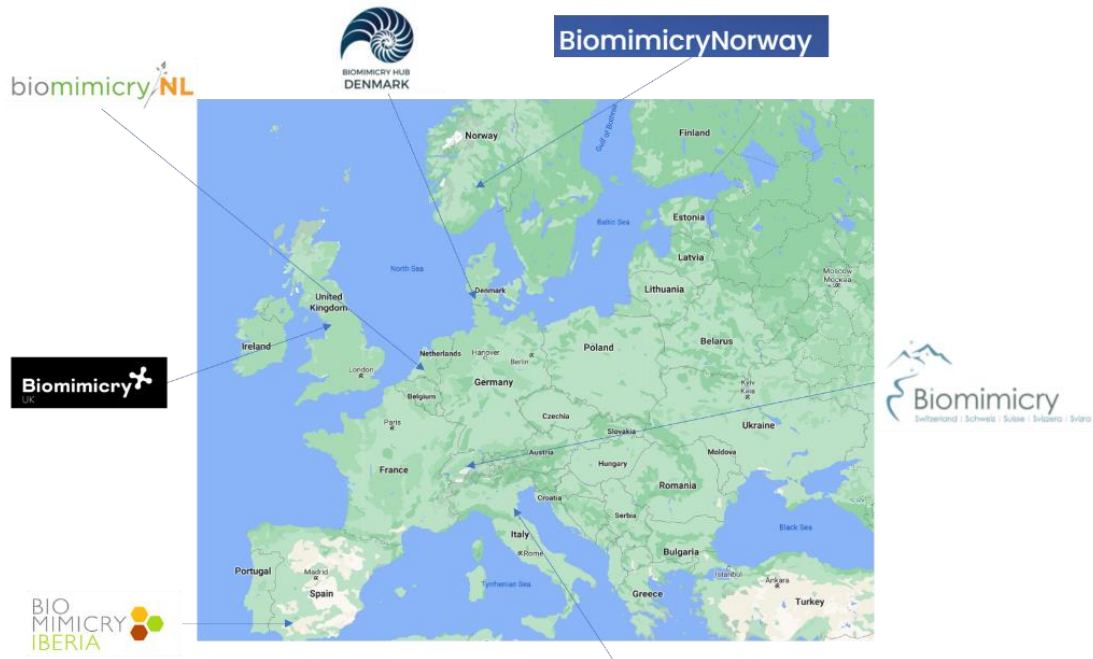 BiomimicryNorway
BIOMIMICRY HUB
DENMARK
biomimicry NL
Norway
Finland
Gulf of Bothnia
Estonia
Baltic Sea
Latvia
North Sea
Moscow
Москва
Denmark
Lithuania
United
Kingdom
Ireland
Belarus
Netherlands
Hanover
Berlin
Poland
London
Germany
Belgium
Biomimicry
UK
Biomimicry
Switzerland | Schweiz | Suisse | Svizzera | Svizra
Kyiv
Київ
Czechia
Paris
Ukraine
Slovakia
Austria
Moldova
France
Hungary
Romania
Croatia
Serbia
Black Sea
Italy
Bulgaria
Rome
Istanbul
Portugal
Madrid
Ankara
Spain
Tyrrhenian Sea
Greece
Turkey
BIO
MIMICRY
IBERIA